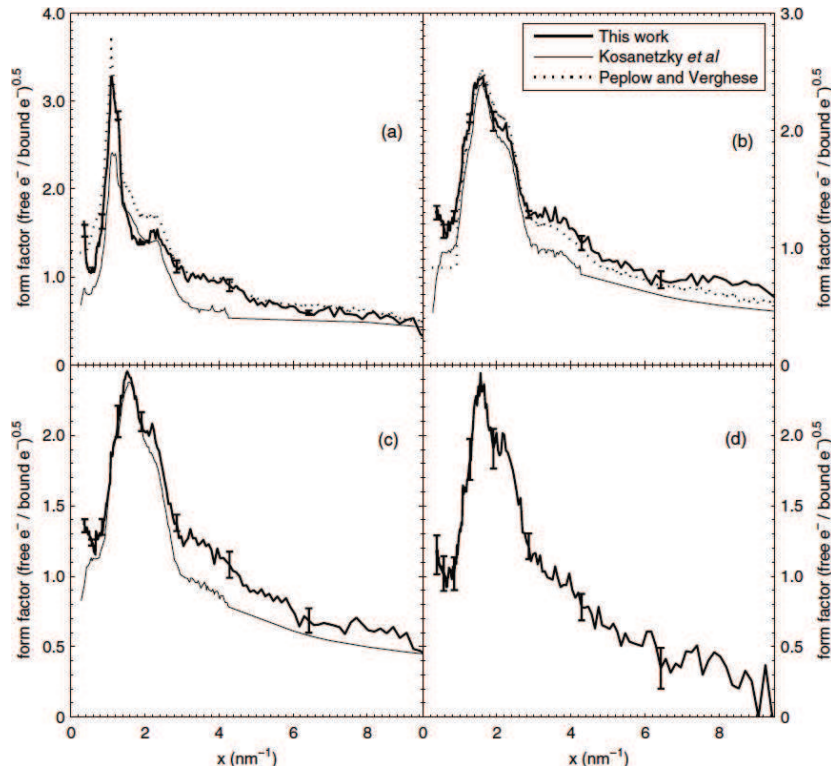 This work
Kosanetzky et al
Peplow and Verghese
form factor (free e⁻ / bound e⁻)^0.5
4.0
3.0
2.0
1.0
0
(a)
(b)
3.0
2.0
1.0
0
form factor (free e⁻ / bound e⁻)^0.5
form factor (free e⁻ / bound e⁻)^0.5
2.0
1.5
1.0
0.5
0
(c)
(d)
2.0
1.5
1.0
0.5
0
form factor (free e⁻ / bound e⁻)^0.5
0 2 4 6 8 0 2 4 6 8
x (nm⁻¹) x (nm⁻¹)